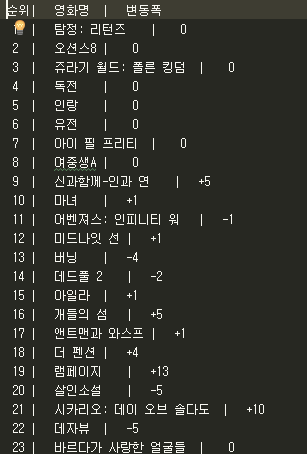 순위| 영화명 | 변동폭
1 | 탐정: 리턴즈 | 0
2 | 오션스8 | 0
3 | 쥬라기 월드: 폴른 킹덤 | 0
4 | 독전 | 0
5 | 인랑 | 0
6 | 유전 | 0
7 | 아이 필 프리티 | 0
8 | 여중생A | 0
9 | 신과함께-인과 연 | +5
10 | 마녀 | +1
11 | 어벤져스: 인피니티 워 | -1
12 | 미드나잇 선 | +1
13 | 버닝 | -4
14 | 데드풀 2 | -2
15 | 아일라 | +1
16 | 개들의 섬 | +5
17 | 앤트맨과 와스프 | +1
18 | 더 펜션 | +4
19 | 램페이지 | +13
20 | 살인소설 | -5
21 | 시카리오: 데이 오브 솔다도 | +10
22 | 데자뷰 | -5
23 | 바르다가 사랑한 얼굴들 | 0